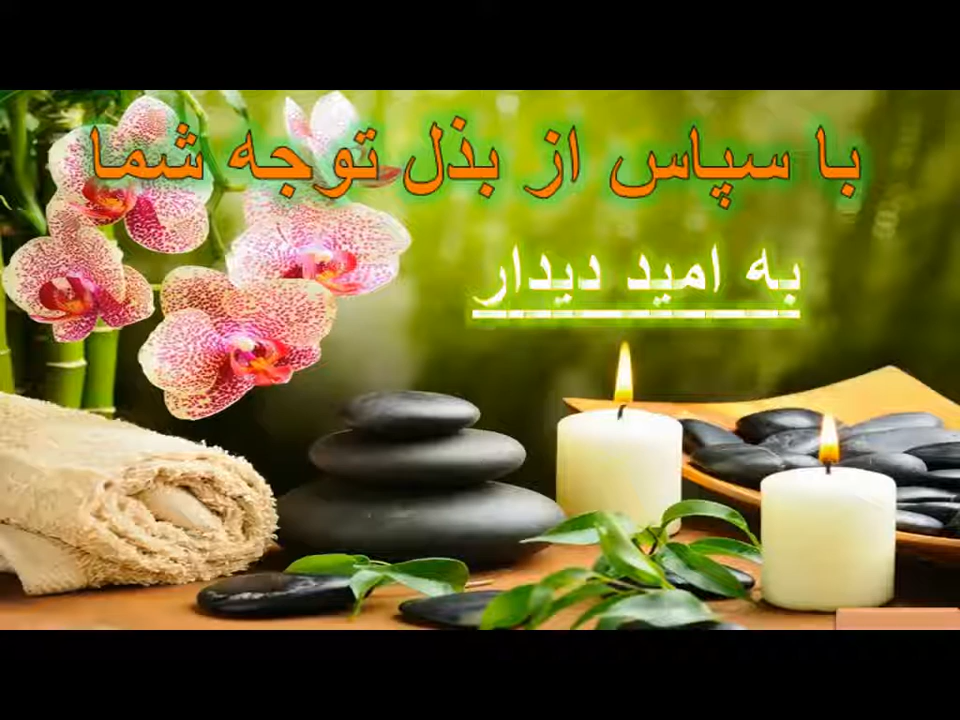 با سپاس از بذل توجه شما
به امید دیدار